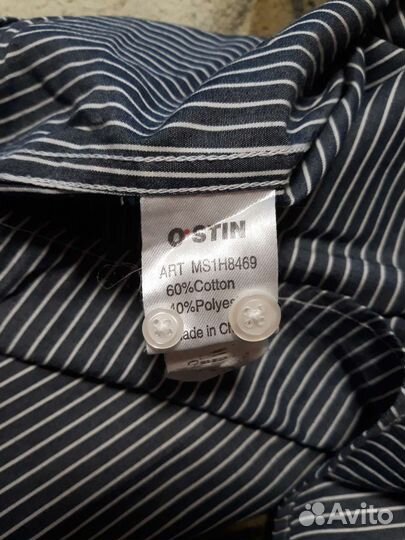 O'STIN
ART MS1H8469
60%Cotton
40%Polyes
ade in Ch
Avito